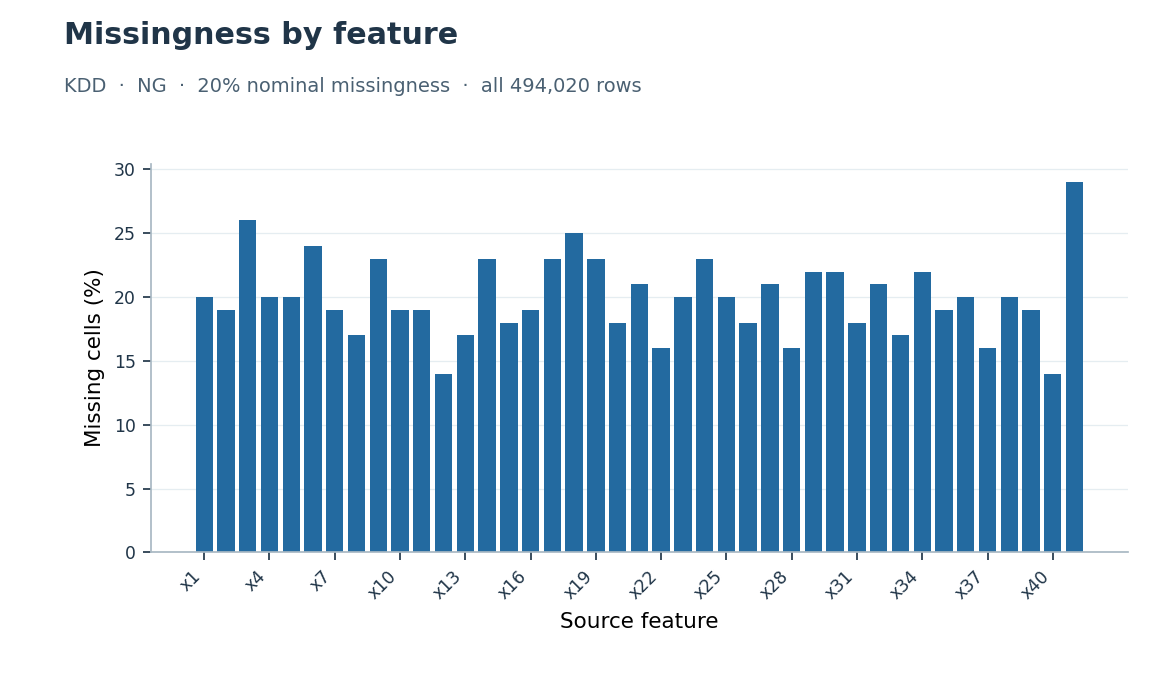 Missingness by feature
KDD · NG · 20% nominal missingness · all 494,020 rows
30
25
20
15
10
5
0
Missing cells (%)
x1 x4 x7 x10 x13 x16 x19 x22 x25 x28 x31 x34 x37 x40
Source feature